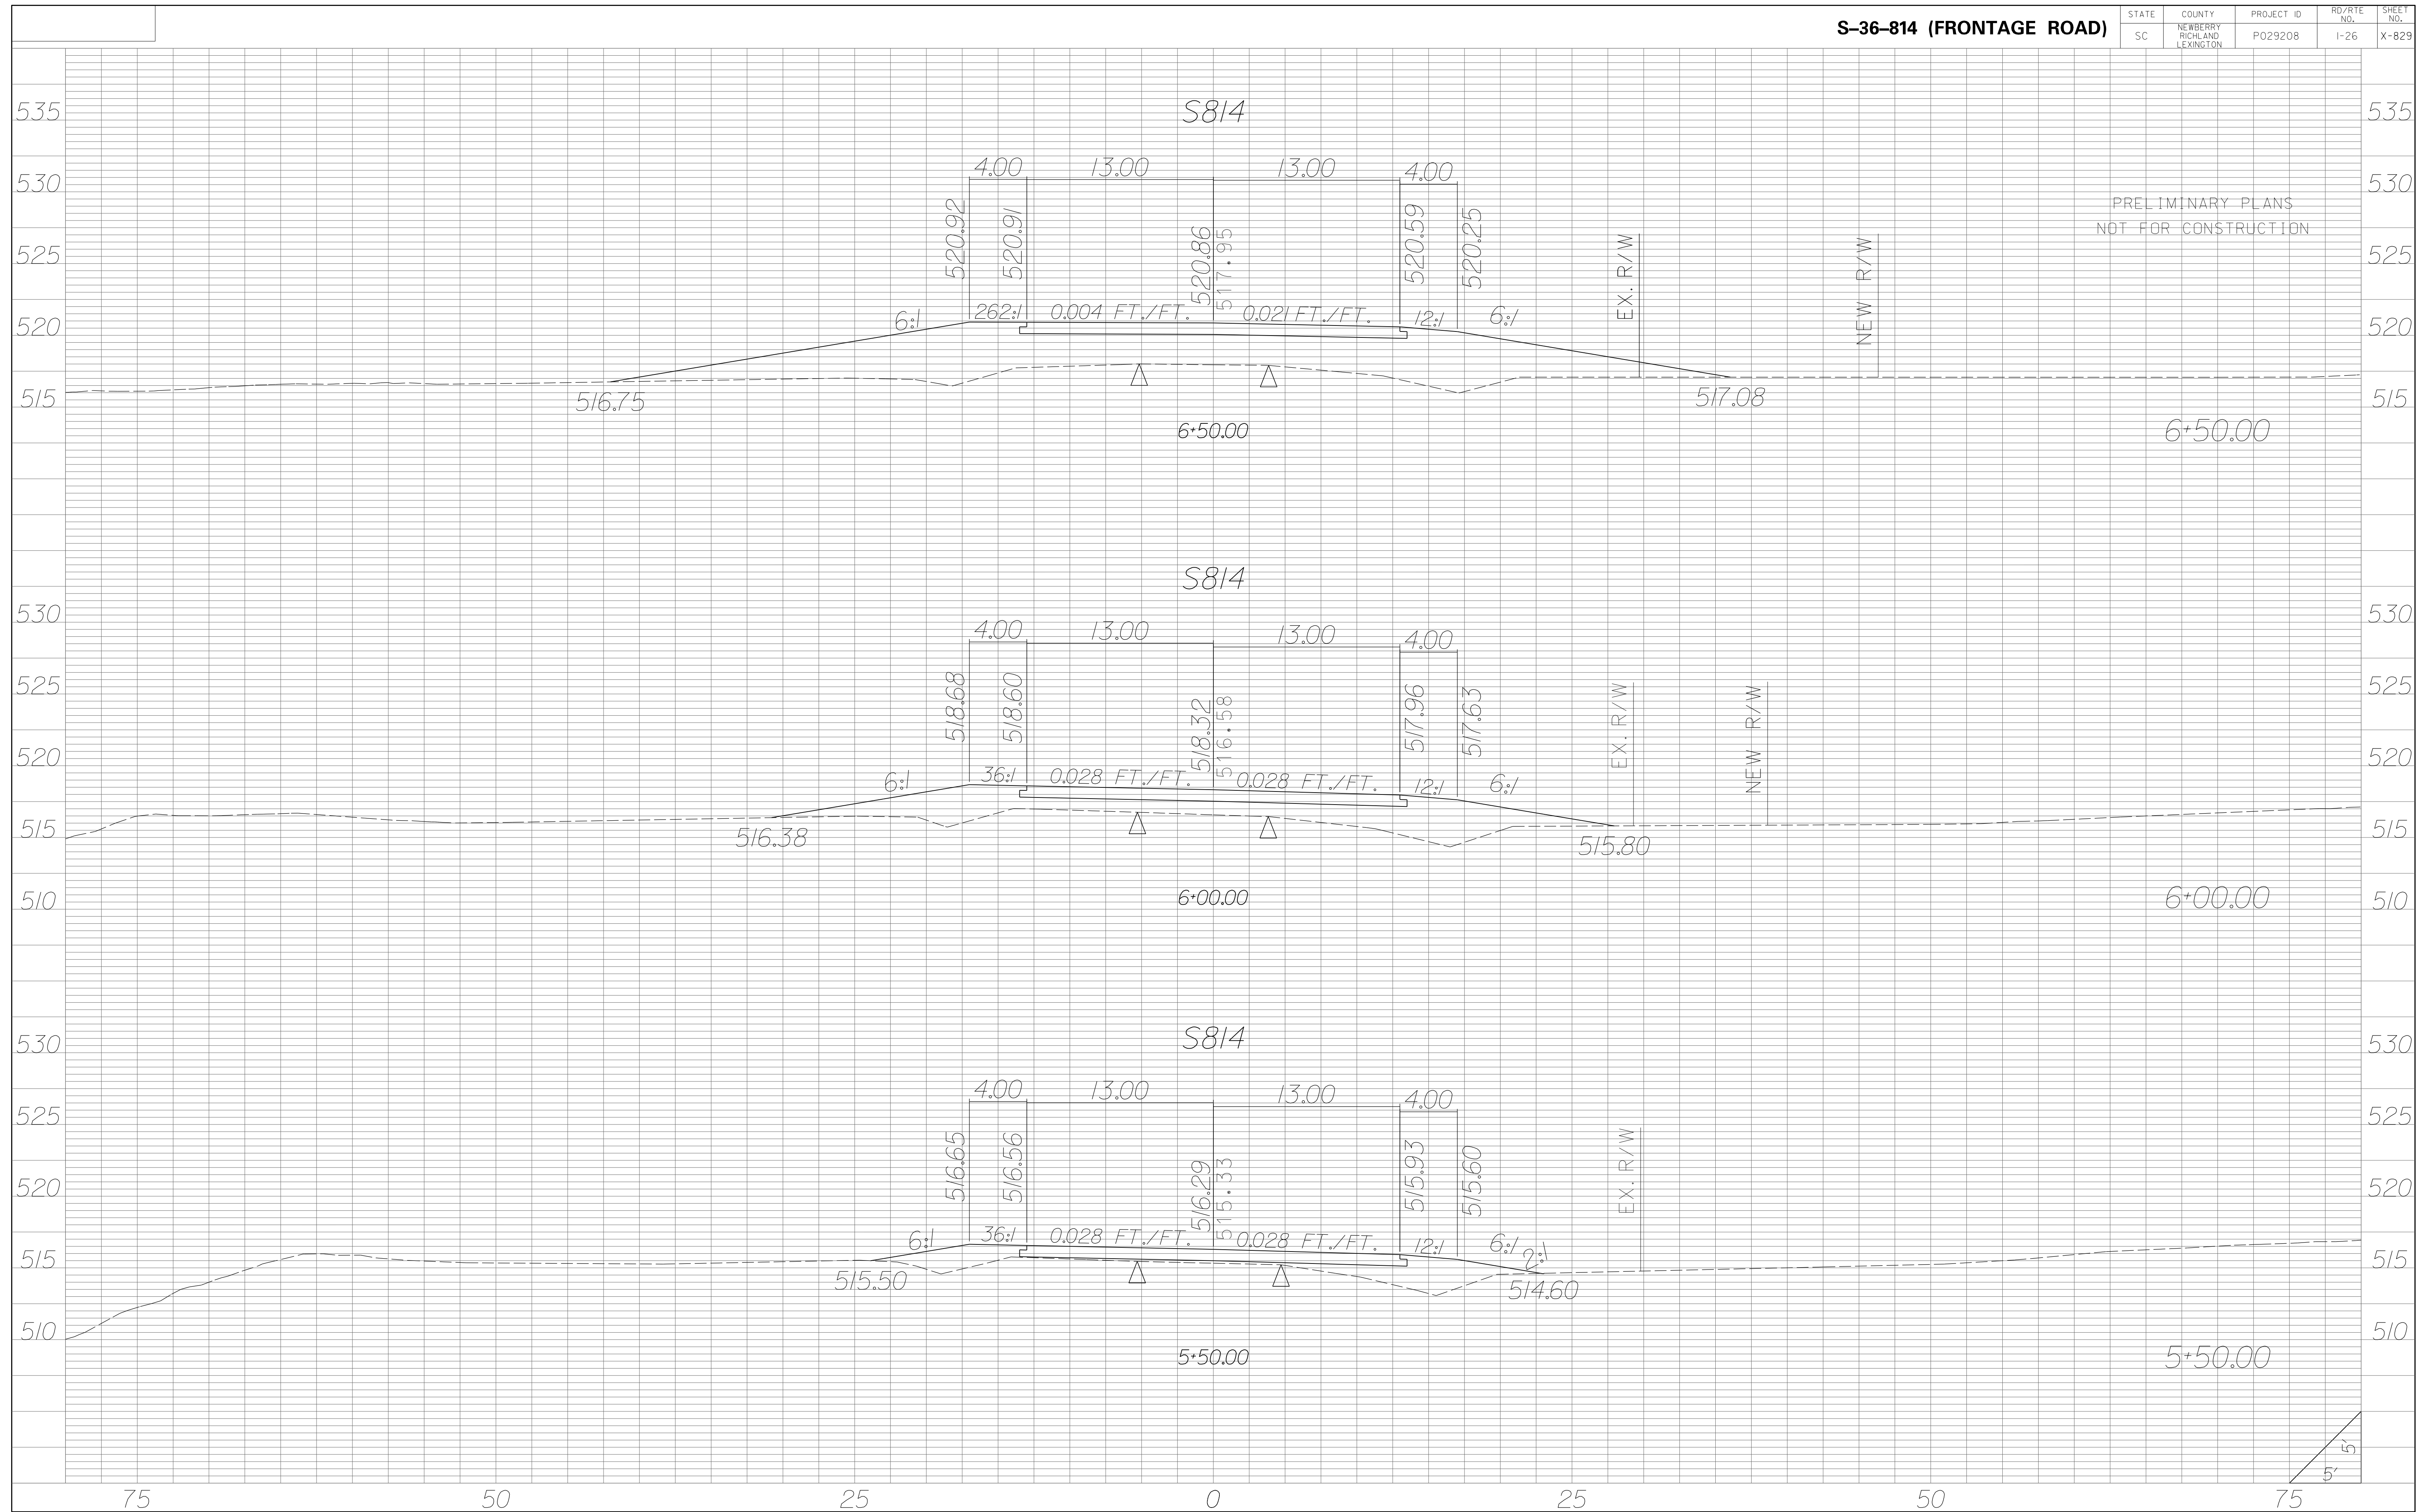 S-36-814 (FRONTAGE ROAD)
STATE COUNTY PROJECT ID RD/RTE NO. SHEET NO.
SC NEWBERRY RICHLAND LEXINGTON P029208 I-26 X-829
PRELIMINARY PLANS
NOT FOR CONSTRUCTION
S814
535 535
530 530
525 525
520 520
515 515
4.00 13.00 13.00 4.00
520.92 520.91 520.86 517.95 520.59 520.25
EX. R/W NEW R/W
6:1 262:1 0.004 FT./FT. 0.021 FT./FT. 12:1 6:1
516.75 517.08
6+50.00 6+50.00
S814
530 530
525 525
520 520
515 515
510 510
4.00 13.00 13.00 4.00
518.68 518.60 518.32 516.58 517.96 517.63
EX. R/W NEW R/W
6:1 36:1 0.028 FT./FT. 0.028 FT./FT. 12:1 6:1
516.38 515.80
6+00.00 6+00.00
S814
530 530
525 525
520 520
515 515
510 510
4.00 13.00 13.00 4.00
516.65 516.56 516.29 515.33 515.93 515.60
EX. R/W
6:1 36:1 0.028 FT./FT. 0.028 FT./FT. 12:1 6:1 2:1
515.50 514.60
5+50.00 5+50.00
5'
5'
75 50 25 0 25 50 75